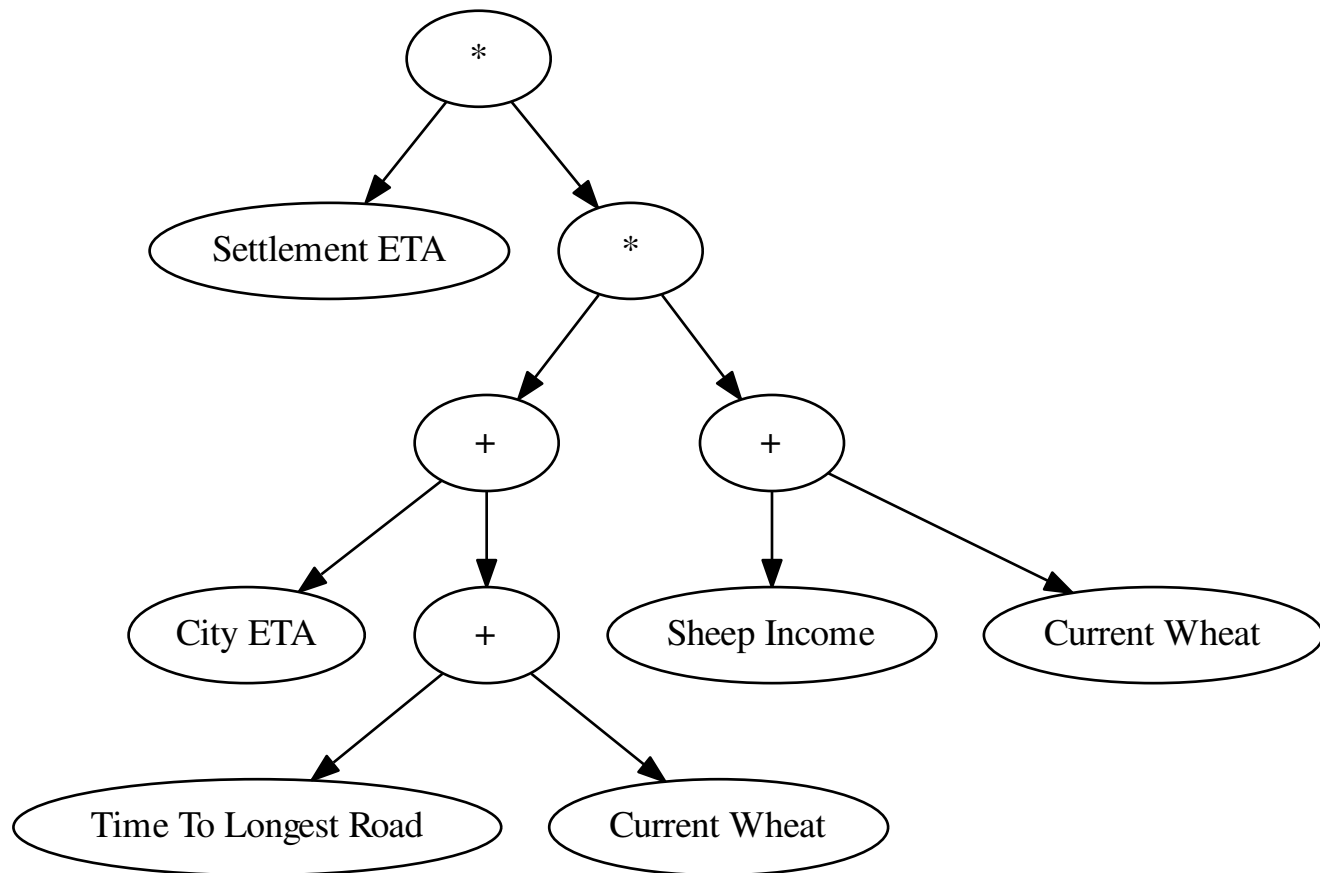 *
Settlement ETA
*
+
+
City ETA
+
Sheep Income
Current Wheat
Time To Longest Road
Current Wheat